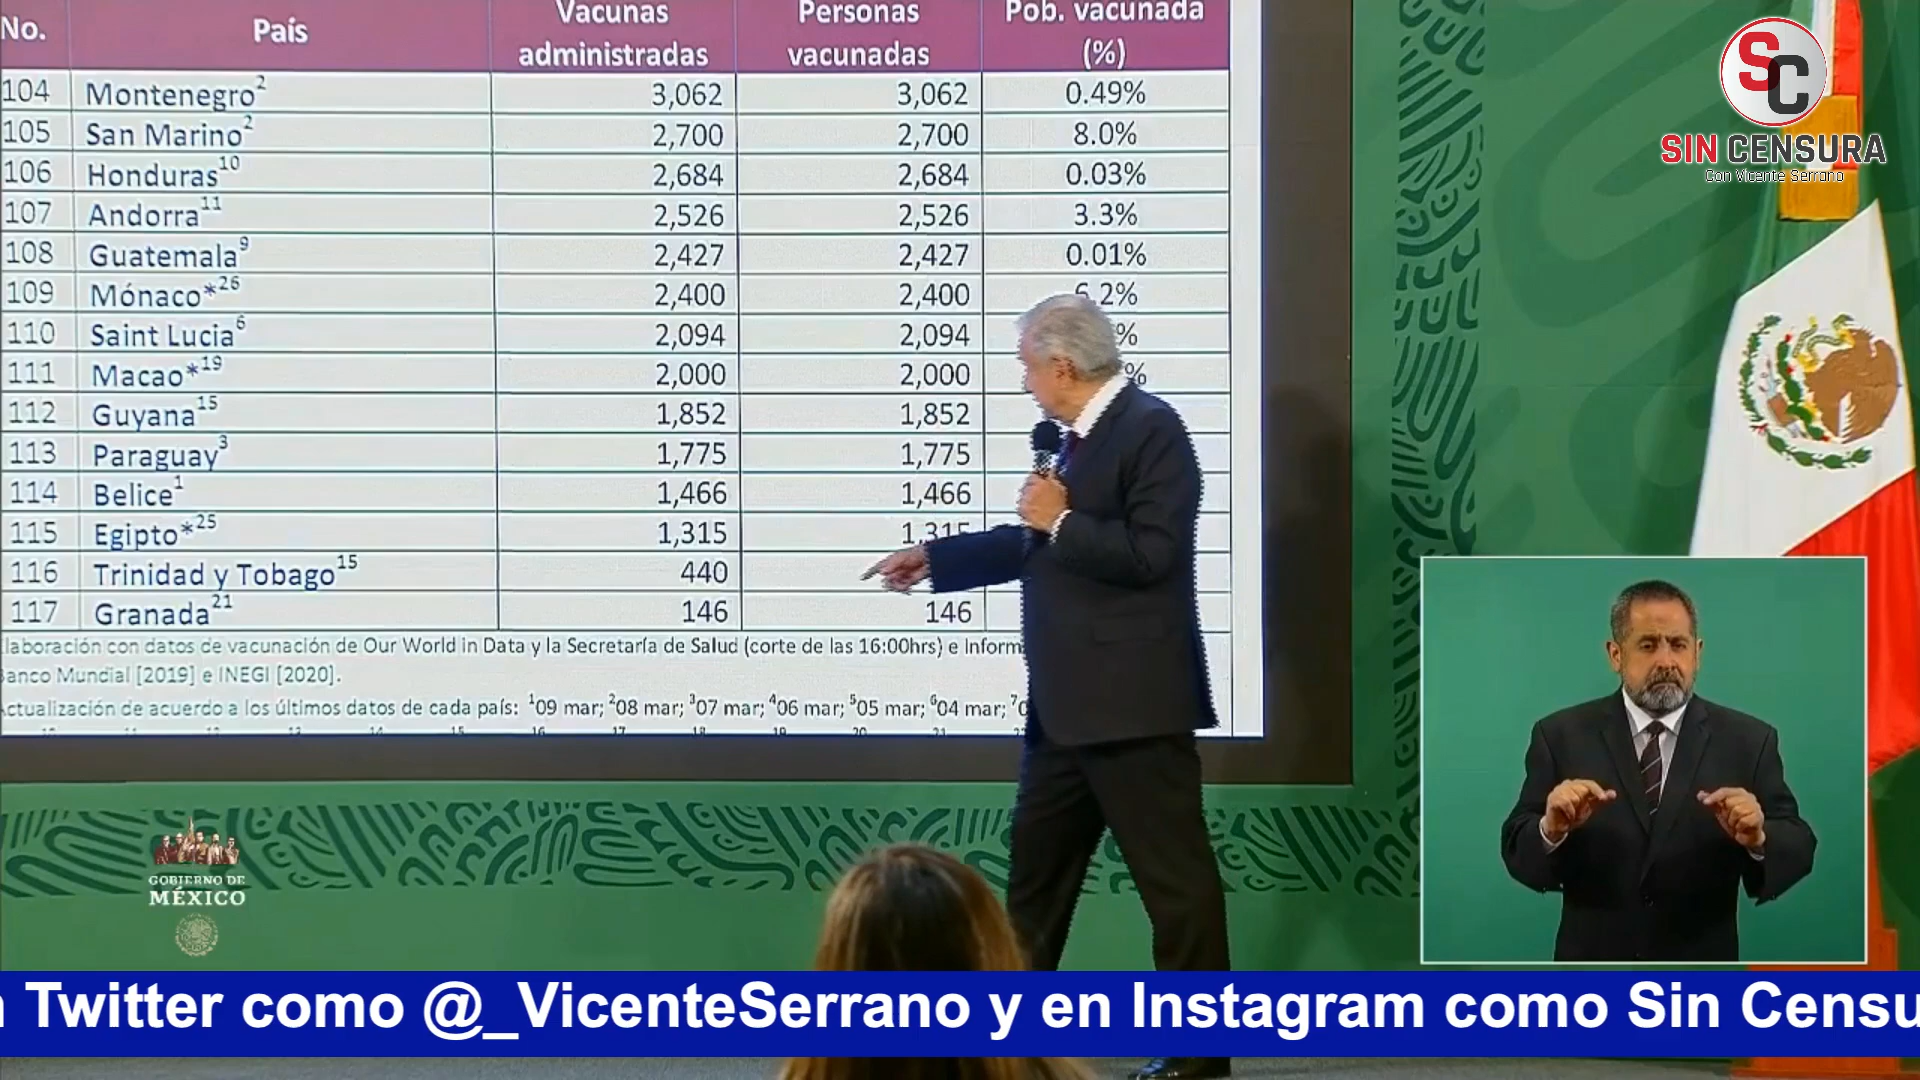 No. País Vacunas administradas Personas vacunadas Pob. vacunada (%)
104 Montenegro² 3,062 3,062 0.49%
105 San Marino² 2,700 2,700 8.0%
106 Honduras¹⁰ 2,684 2,684 0.03%
107 Andorra¹¹ 2,526 2,526 3.3%
108 Guatemala⁹ 2,427 2,427 0.01%
109 Mónaco*²⁶ 2,400 2,400 6.2%
110 Saint Lucia⁶ 2,094 2,094 %
111 Macao*¹⁹ 2,000 2,000 %
112 Guyana¹⁵ 1,852 1,852
113 Paraguay³ 1,775 1,775
114 Belice¹ 1,466 1,466
115 Egipto*²⁵ 1,315 1,315
116 Trinidad y Tobago¹⁵ 440
117 Granada²¹ 146 146
laboración con datos de vacunación de Our World in Data y la Secretaría de Salud (corte de las 16:00hrs) e Inform
anco Mundial [2019] e INEGI [2020].
ctualización de acuerdo a los últimos datos de cada país: ¹09 mar; ²08 mar; ³07 mar; ⁴06 mar; ⁵05 mar; ⁶04 mar; ⁷0
SC
SIN CENSURA
Con Vicente Serrano
GOBIERNO DE
MÉXICO
n Twitter como @_VicenteSerrano y en Instagram como Sin Censu